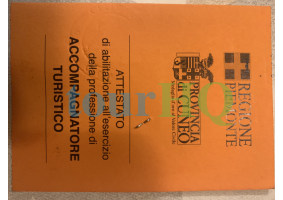 REGIONE
PIEMONTE
PROVINCIA
di CUNEO
ATTESTATO
di abilitazione all'esercizio
della professione di
ACCOMPAGNATORE
TURISTICO